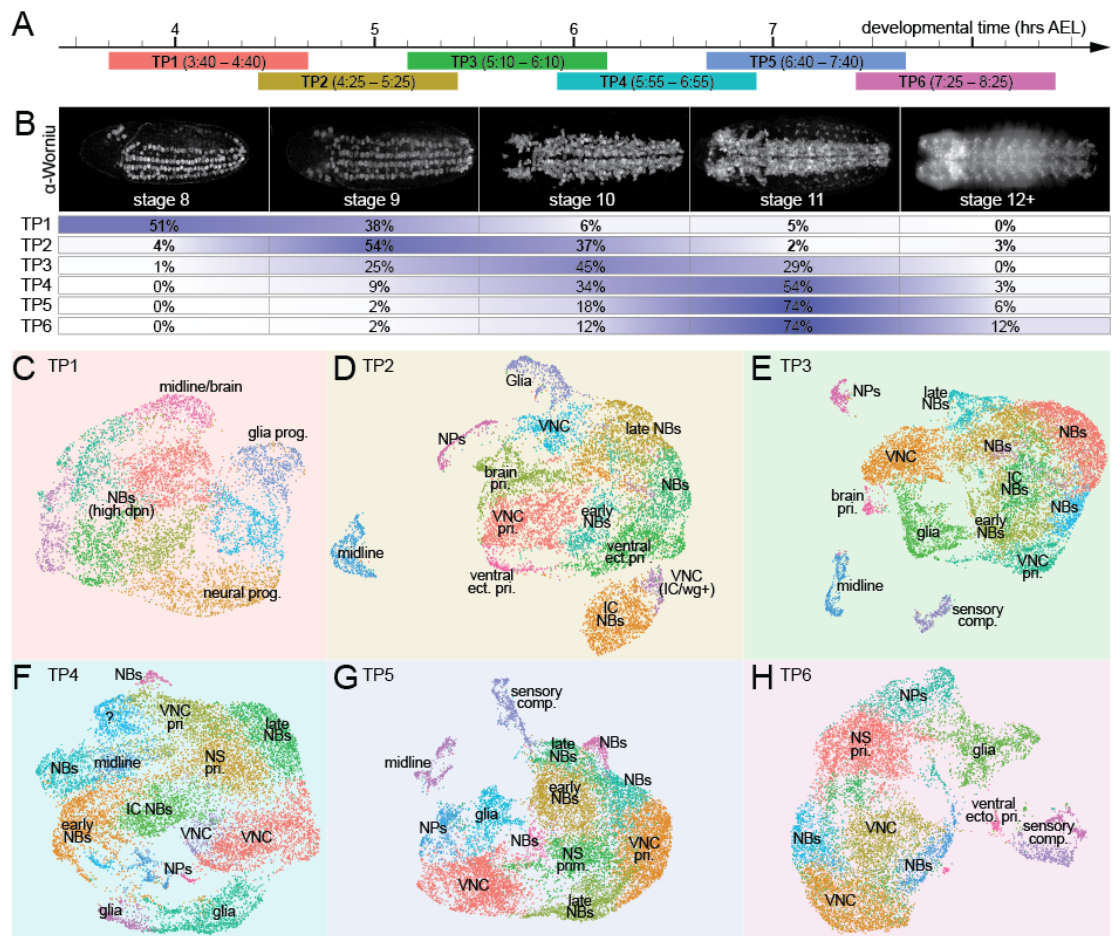 A
4
5
6
7
developmental time (hrs AEL)
TP1 (3:40 – 4:40)
TP3 (5:10 – 6:10)
TP5 (6:40 – 7:40)
TP2 (4:25 – 5:25)
TP4 (5:55 – 6:55)
TP6 (7:25 – 8:25)
B
α-Worniu
stage 8
stage 9
stage 10
stage 11
stage 12+
TP1 51% 38% 6% 5% 0%
TP2 4% 54% 37% 2% 3%
TP3 1% 25% 45% 29% 0%
TP4 0% 9% 34% 54% 3%
TP5 0% 2% 18% 74% 6%
TP6 0% 2% 12% 74% 12%
C TP1
midline/brain
glia prog.
NBs
(high dpn)
neural prog.
D TP2
Glia
NPs
VNC
late NBs
brain
pri.
NBs
VNC
pri.
early
NBs
midline
ventral
ect.pri
ventral
ect. pri.
VNC
(IC/wg+)
IC
NBs
E TP3
NPs
late
NBs
NBs
NBs
VNC
IC
NBs
brain
pri.
NBs
glia
early
NBs
VNC
pri.
midline
sensory
comp.
F TP4
NBs
?
VNC
pri
late
NBs
NS
pri.
NBs
midline
IC NBs
early
NBs
VNC
VNC
NPs
glia
glia
G TP5
sensory
comp.
midline
late
NBs
NBs
NBs
early
NBs
NPs
glia
NBs
VNC
pri.
NS
prim.
VNC
late
NBs
H TP6
NPs
NS
pri.
glia
ventral
ecto. pri.
NBs
VNC
sensory
comp.
NBs
VNC